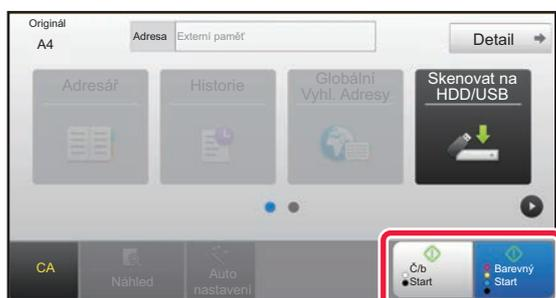 Originál
A4
Adresa
Externí paměť
Detail
Adresář
Historie
Globální
Vyhl. Adresy
Skenovat na
HDD/USB
CA
Náhled
Auto
nastavení
Č/b
Start
Barevný
Start